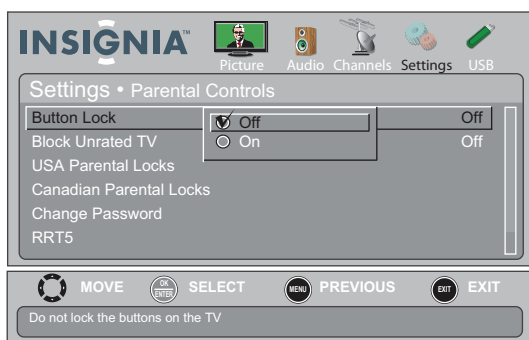 INSIGNIA™
Picture Audio Channels Settings USB
Settings • Parental Controls
Button Lock Off
Off
On
Block Unrated TV Off
USA Parental Locks
Canadian Parental Locks
Change Password
RRT5
MOVE OK ENTER SELECT MENU PREVIOUS EXIT EXIT
Do not lock the buttons on the TV